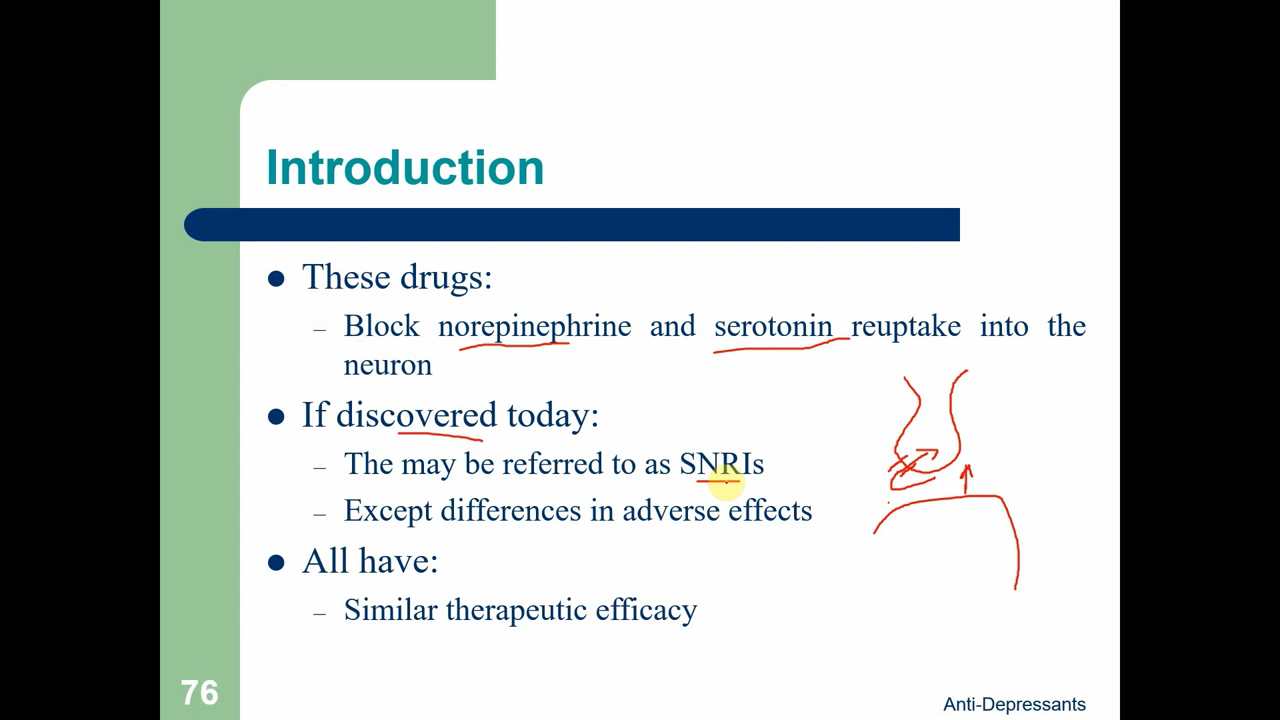 Introduction
These drugs:
– Block norepinephrine and serotonin reuptake into the
neuron
If discovered today:
– The may be referred to as SNRIs
– Except differences in adverse effects
All have:
– Similar therapeutic efficacy
76
Anti-Depressants